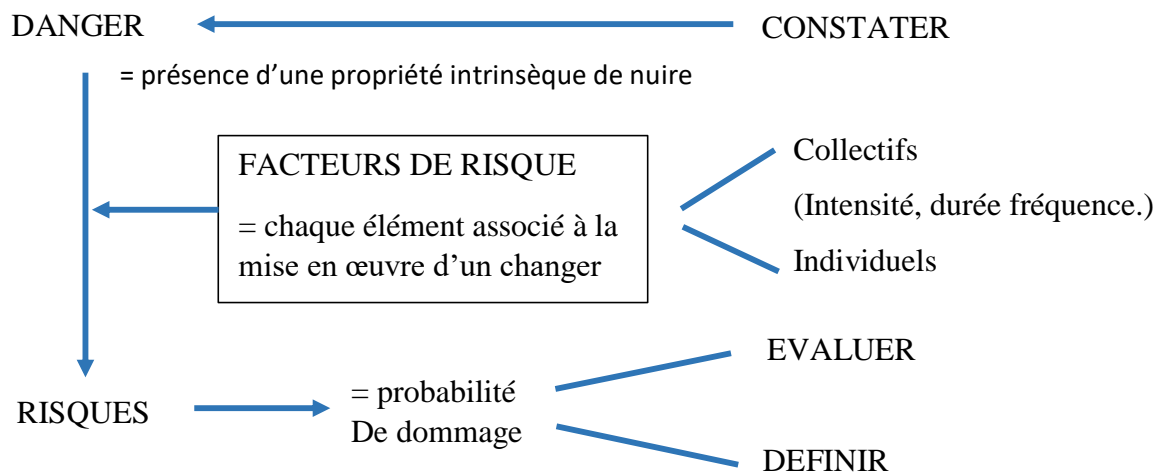 DANGER
CONSTATER
= présence d’une propriété intrinsèque de nuire
FACTEURS DE RISQUE
= chaque élément associé à la
mise en œuvre d’un changer
Collectifs
(Intensité, durée fréquence.)
Individuels
RISQUES
= probabilité
De dommage
EVALUER
DEFINIR